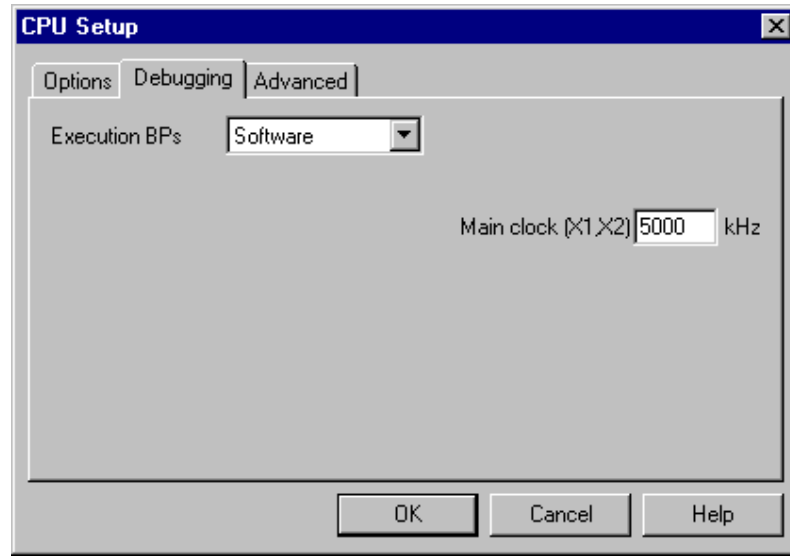 CPU Setup
Options Debugging Advanced
Execution BPs Software
Main clock (X1,X2) 5000 kHz
OK Cancel Help